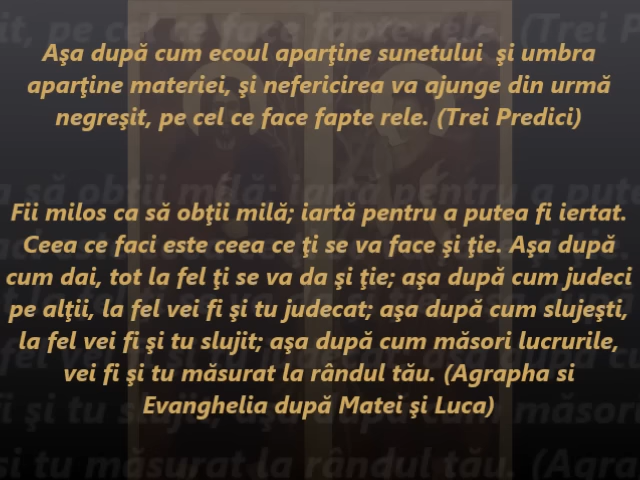 Aşa după cum ecoul aparţine sunetului şi umbra
aparţine materiei, şi nefericirea va ajunge din urmă
negreşit, pe cel ce face fapte rele. (Trei Predici)
Fii milos ca să obţii milă; iartă pentru a putea fi iertat.
Ceea ce faci este ceea ce ţi se va face şi ţie. Aşa după
cum dai, tot la fel ţi se va da şi ţie; aşa după cum judeci
pe alţii, la fel vei fi şi tu judecat; aşa după cum slujeşti,
la fel vei fi şi tu slujit; aşa după cum măsori lucrurile,
vei fi şi tu măsurat la rândul tău. (Agrapha si
Evanghelia după Matei şi Luca)